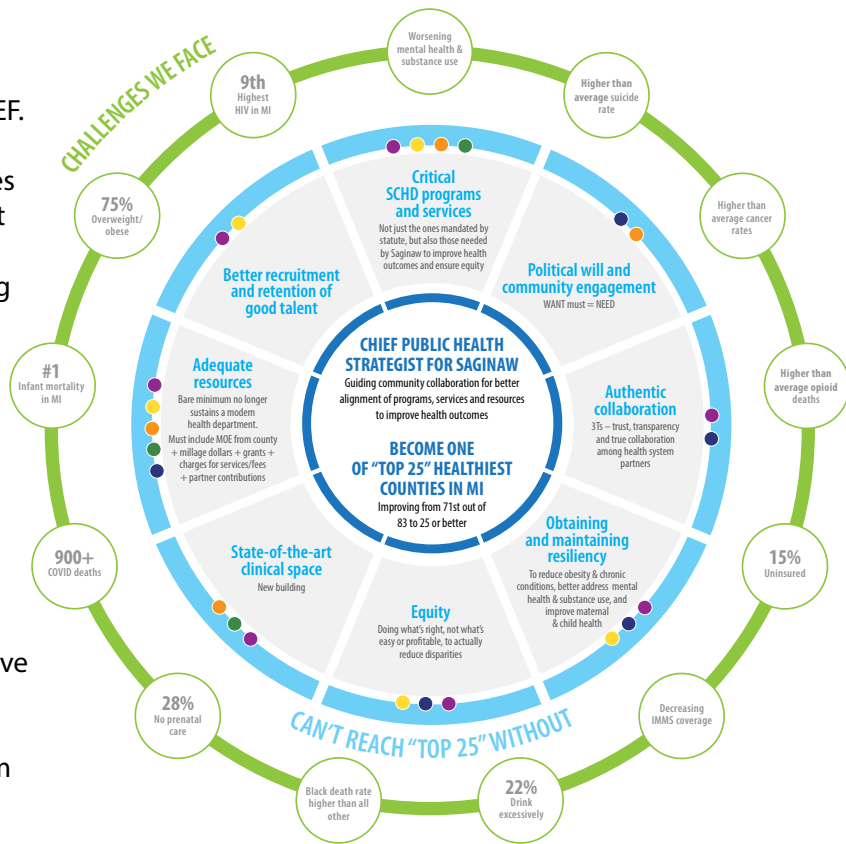 EF.
es
t
g
ve
n
CHALLENGES WE FACE
Worsening
mental health &
substance use
Higher than
average suicide
rate
Higher than
average cancer
rates
Higher than
average opioid
deaths
15%
Uninsured
Decreasing
IMMS coverage
22%
Drink
excessively
Black death rate
higher than all
other
28%
No prenatal
care
900+
COVID deaths
#1
Infant mortality
in MI
75%
Overweight/
obese
9th
Highest
HIV in MI
Critical
SCHD programs
and services
Not just the ones mandated by
statute, but also those needed
by Saginaw to improve health
outcomes and ensure equity
Political will and
community engagement
WANT must = NEED
Authentic
collaboration
3Ts – trust, transparency
and true collaboration
among health system
partners
Obtaining
and maintaining
resiliency
To reduce obesity & chronic
conditions, better address mental
health & substance use, and
improve maternal
& child health
Equity
Doing what's right, not what's
easy or profitable, to actually
reduce disparities
State-of-the-art
clinical space
New building
Adequate
resources
Bare minimum no longer
sustains a modern
health department.
Must include MOE from county
+ millage dollars + grants +
charges for services/fees
+ partner contributions
Better recruitment
and retention of
good talent
CHIEF PUBLIC HEALTH
STRATEGIST FOR SAGINAW
Guiding community collaboration for better
alignment of programs, services and resources
to improve health outcomes
BECOME ONE
OF “TOP 25” HEALTHIEST
COUNTIES IN MI
Improving from 71st out of
83 to 25 or better
CAN'T REACH “TOP 25” WITHOUT